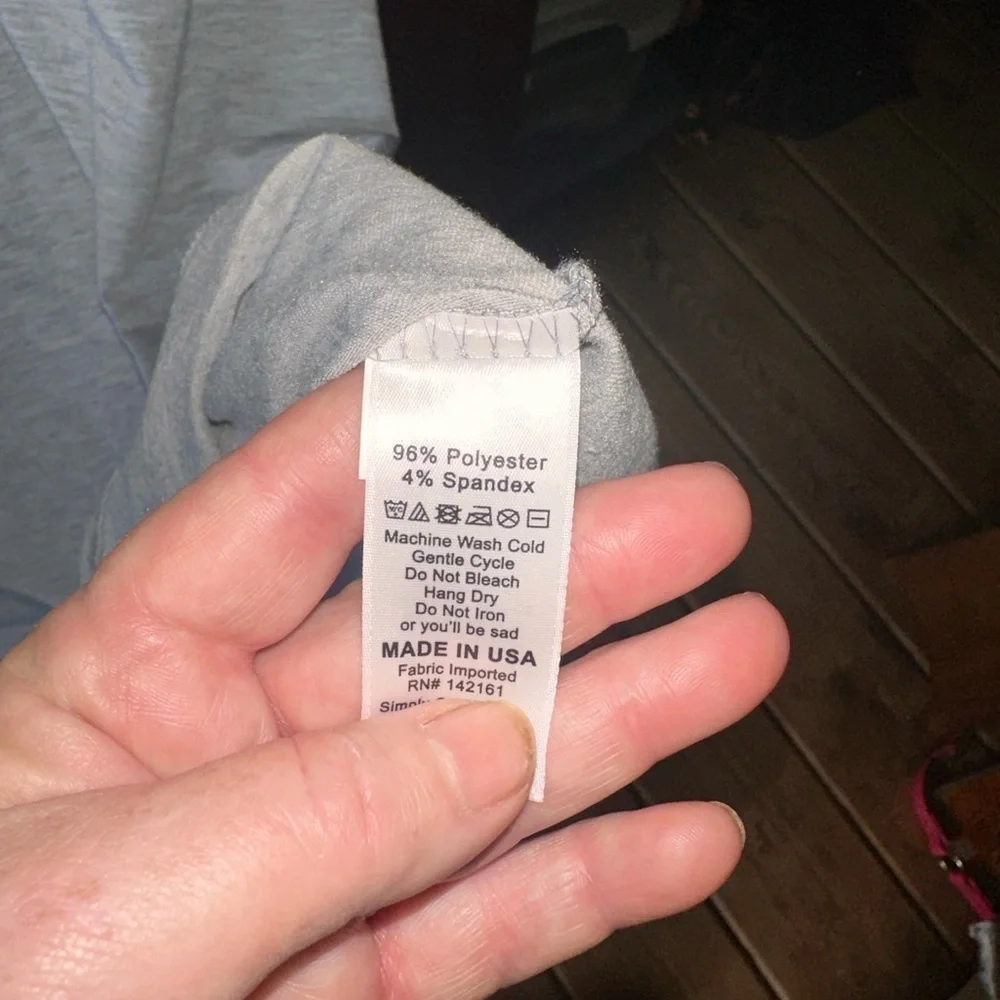 96% Polyester
4% Spandex
Machine Wash Cold
Gentle Cycle
Do Not Bleach
Hang Dry
Do Not Iron
or you'll be sad
MADE IN USA
Fabric Imported
RN# 142161